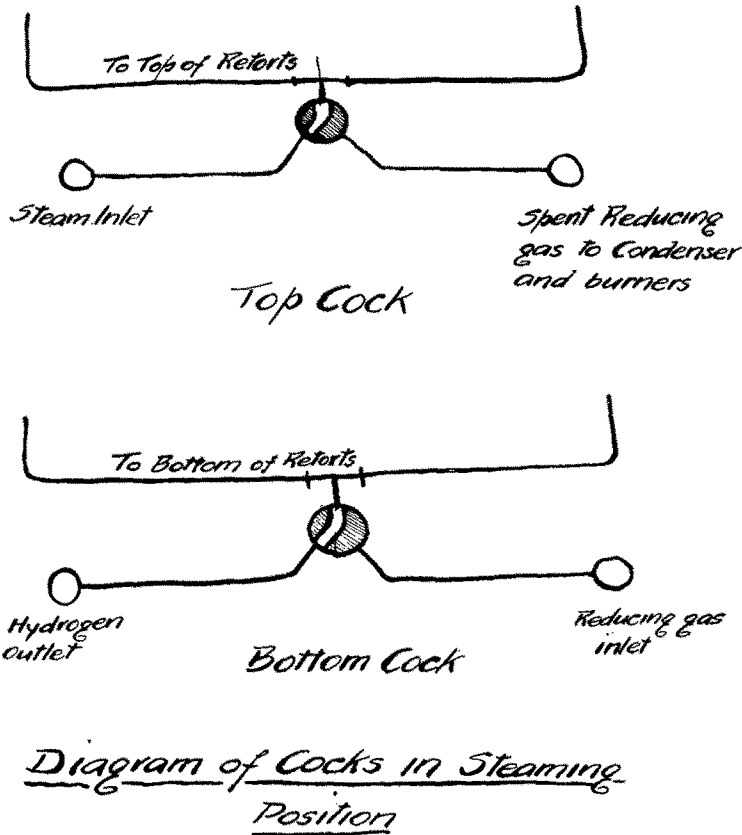 To Top of Retorts
Steam Inlet
Spent Reducing
gas to Condenser
and burners
Top Cock
To Bottom of Retorts
Hydrogen
outlet
Reducing gas
inlet
Bottom Cock
Diagram of Cocks in Steaming
Position